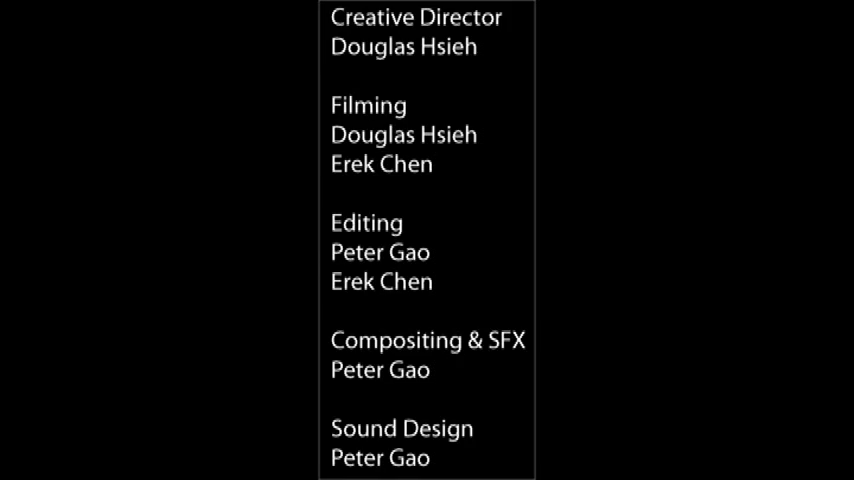 Creative Director
Douglas Hsieh
Filming
Douglas Hsieh
Erek Chen
Editing
Peter Gao
Erek Chen
Compositing & SFX
Peter Gao
Sound Design
Peter Gao